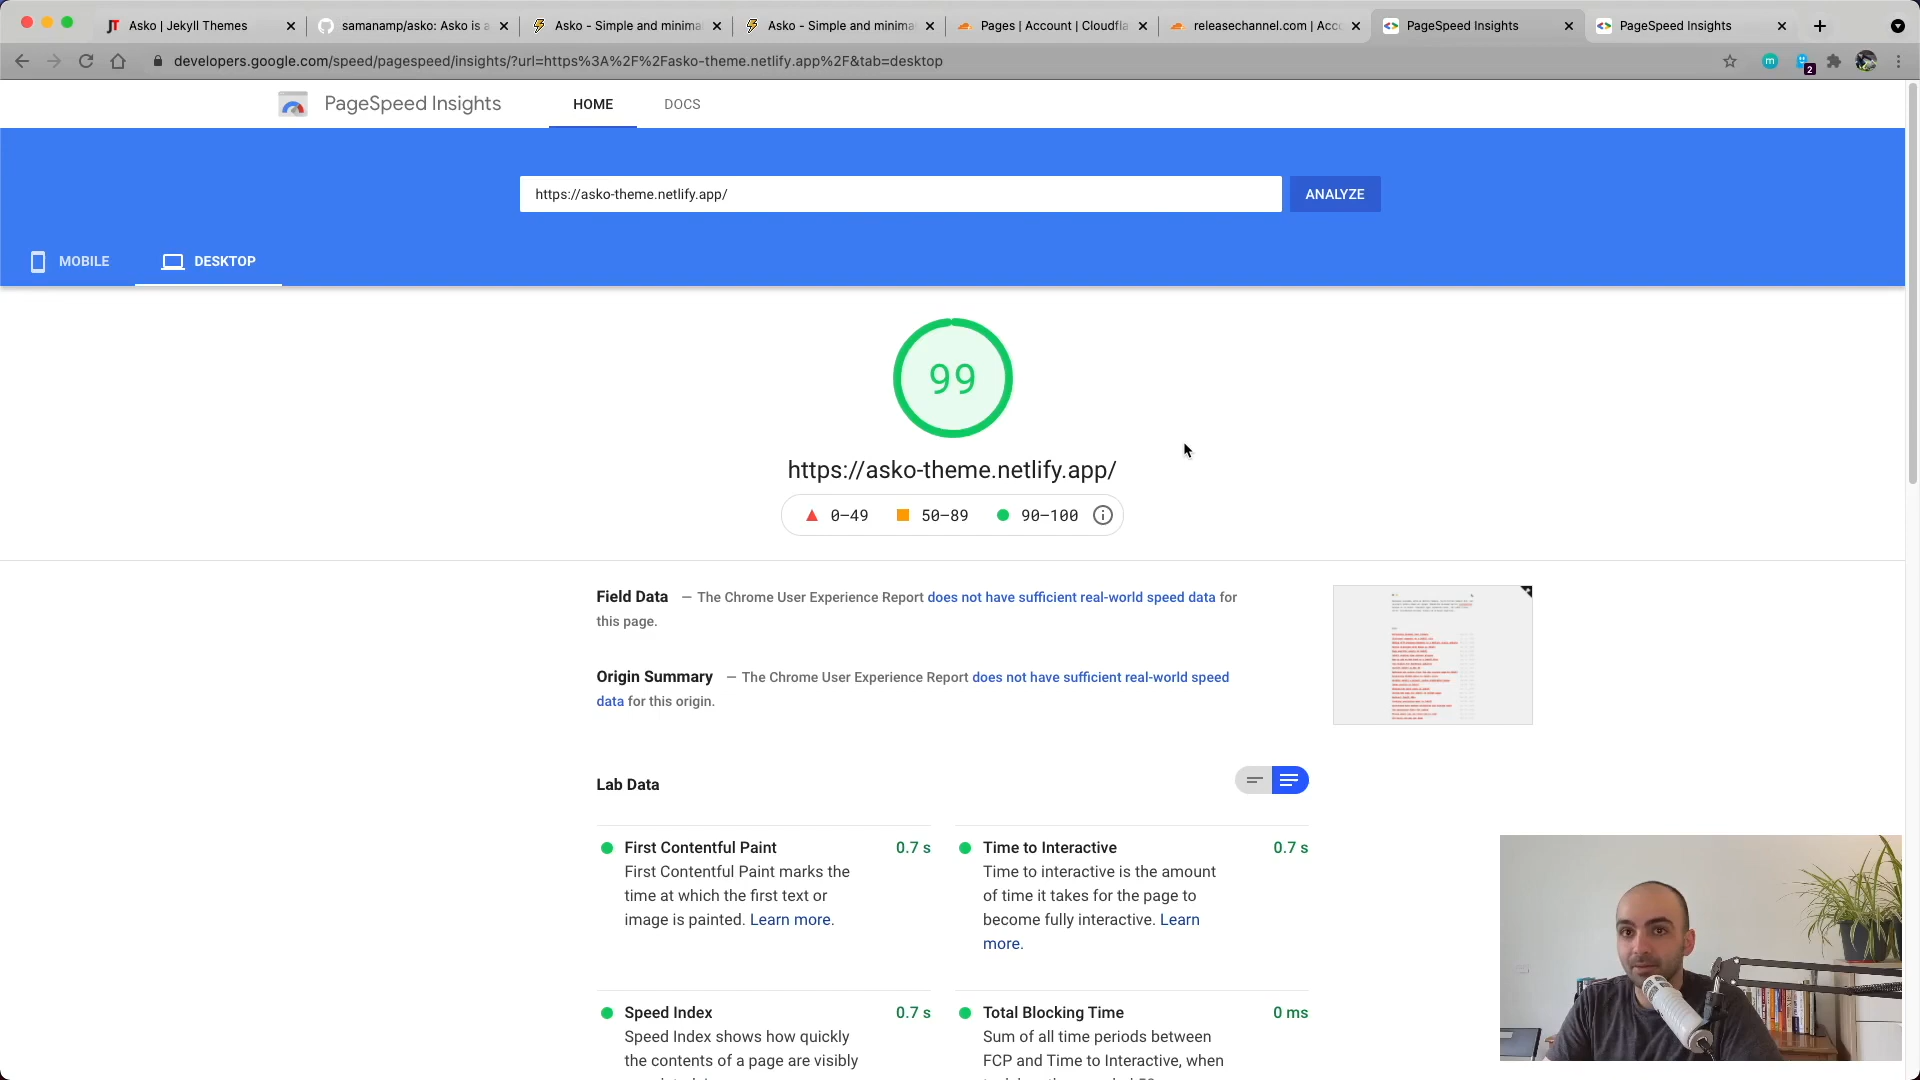 JT Asko | Jekyll Themes
samanamp/asko: Asko is a
Asko - Simple and minima
Asko - Simple and minima
Pages | Account | Cloudfla
releasechannel.com | Acco
PageSpeed Insights
PageSpeed Insights
developers.google.com/speed/pagespeed/insights/?url=https%3A%2F%2Fasko-theme.netlify.app%2F&tab=desktop
m
2
PageSpeed Insights
HOME
DOCS
https://asko-theme.netlify.app/
ANALYZE
MOBILE
DESKTOP
99
https://asko-theme.netlify.app/
0–49 50–89 90–100
Field Data — The Chrome User Experience Report does not have sufficient real-world speed data for
this page.
Origin Summary — The Chrome User Experience Report does not have sufficient real-world speed
data for this origin.
Lab Data
First Contentful Paint 0.7 s
First Contentful Paint marks the
time at which the first text or
image is painted. Learn more.
Time to Interactive 0.7 s
Time to interactive is the amount
of time it takes for the page to
become fully interactive. Learn
more.
Speed Index 0.7 s
Speed Index shows how quickly
the contents of a page are visibly
Total Blocking Time 0 ms
Sum of all time periods between
FCP and Time to Interactive, when